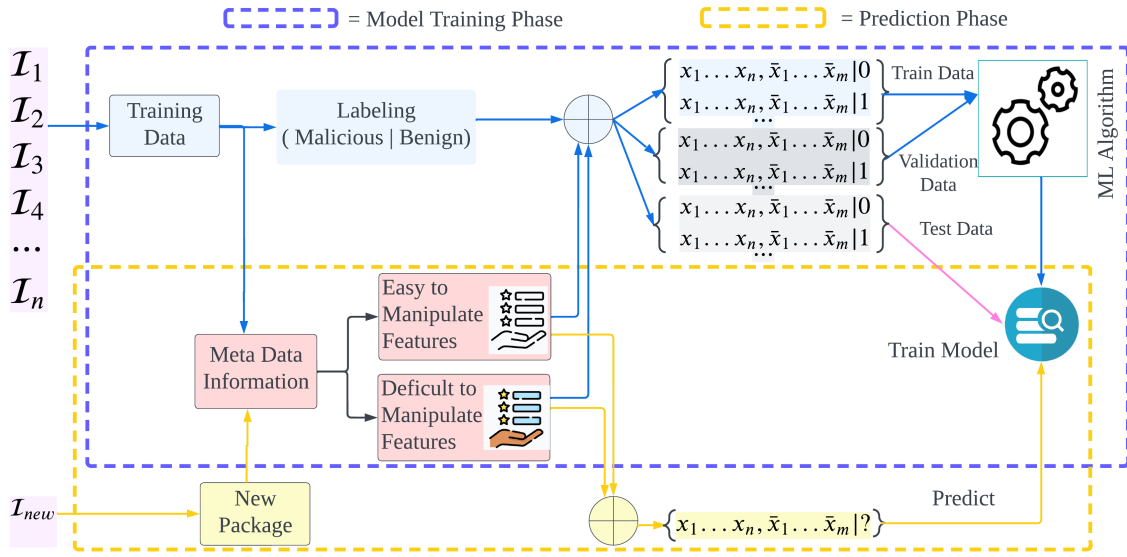 = Model Training Phase
= Prediction Phase
ℐ₁
ℐ₂
ℐ₃
ℐ₄
...
ℐₙ
Training
Data
Labeling
( Malicious | Benign)
x₁ … xₙ, x̄₁ … x̄ₘ|0
x₁ … xₙ, x̄₁ … x̄ₘ|1
...
x₁ … xₙ, x̄₁ … x̄ₘ|0
x₁ … xₙ, x̄₁ … x̄ₘ|1
...
x₁ … xₙ, x̄₁ … x̄ₘ|0
x₁ … xₙ, x̄₁ … x̄ₘ|1
...
Train Data
Validation
Data
Test Data
ML Algorithm
Meta Data
Information
Easy to
Manipulate
Features
Deficult to
Manipulate
Features
Train Model
ℐₙₑw
New
Package
x₁ … xₙ, x̄₁ … x̄ₘ|?
Predict